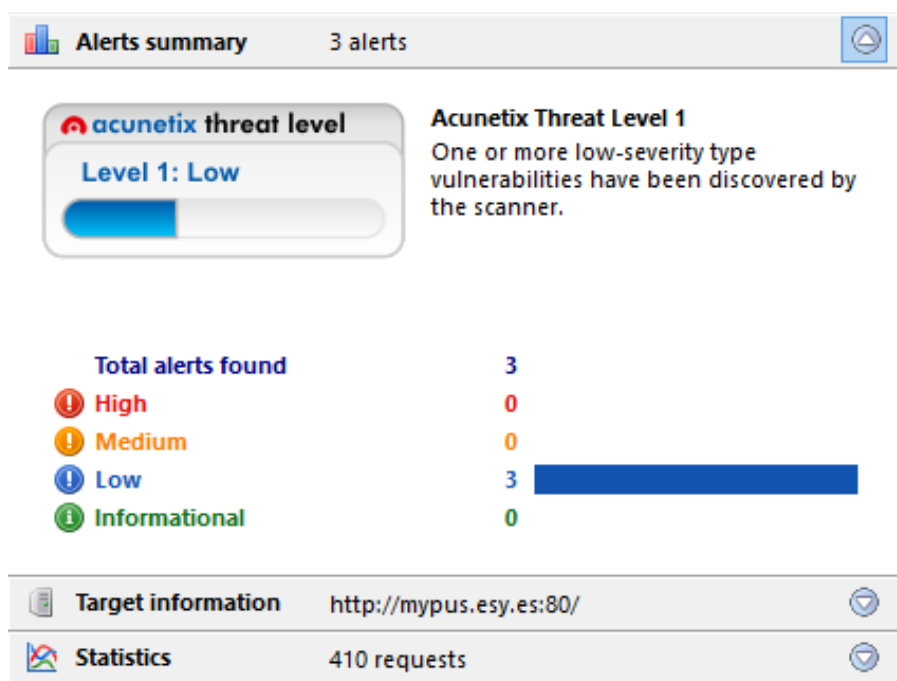 Alerts summary 3 alerts
acunetix threat level
Level 1: Low
Acunetix Threat Level 1
One or more low-severity type
vulnerabilities have been discovered by
the scanner.
Total alerts found 3
High 0
Medium 0
Low 3
Informational 0
Target information http://mypus.esy.es:80/
Statistics 410 requests